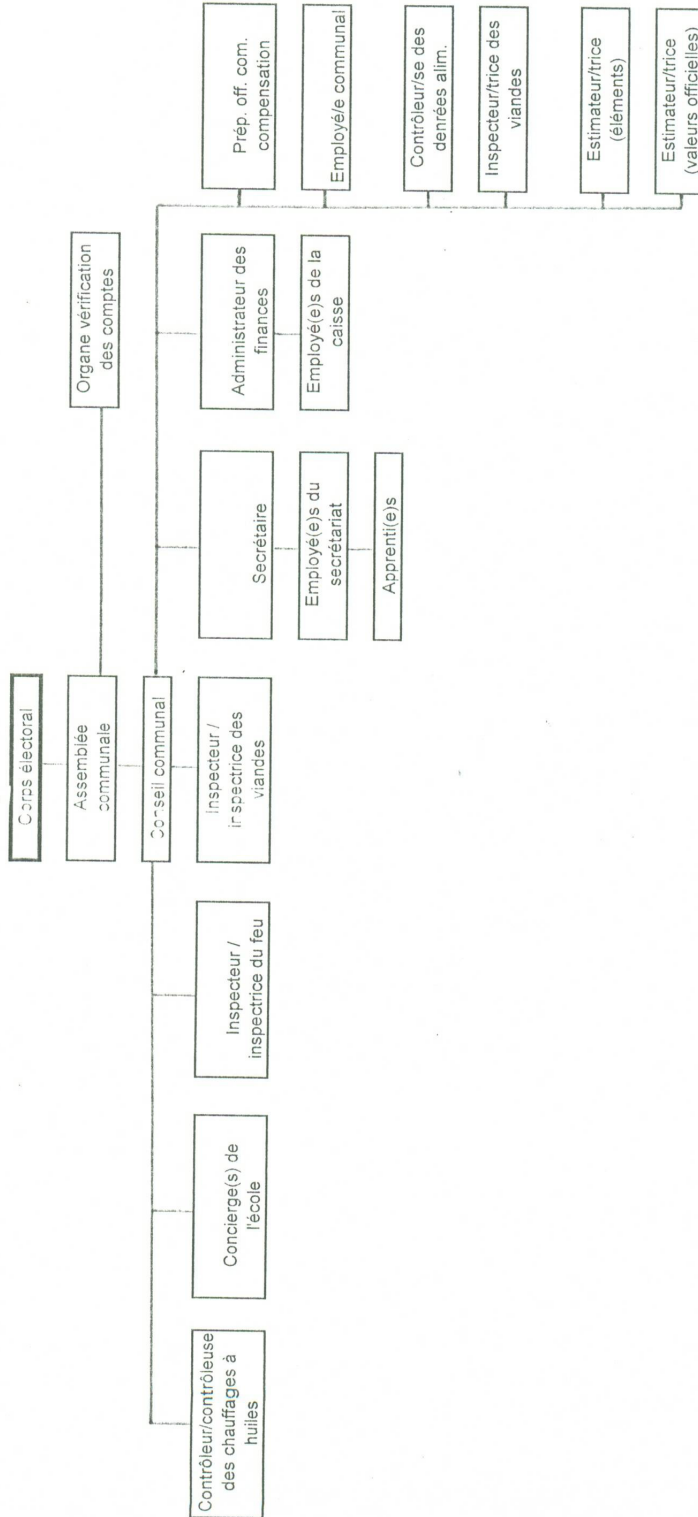 Corps électoral
Assemblée
communale
Organe vérification
des comptes
Conseil communal
Contrôleur/contrôleuse
des chauffages à
huiles
Concierge(s) de
l'école
Inspecteur /
inspectrice du feu
Inspecteur /
inspectrice des
viandes
Secrétaire
Employé(e)s du
secrétariat
Apprenti(e)s
Administrateur des
finances
Employé(e)s de la
caisse
Prép. off. com.
compensation
Employé/e communal
Contrôleur/se des
denrées alim.
Inspecteur/trice des
viandes
Estimateur/trice
(éléments)
Estimateur/trice
(valeurs officielles)